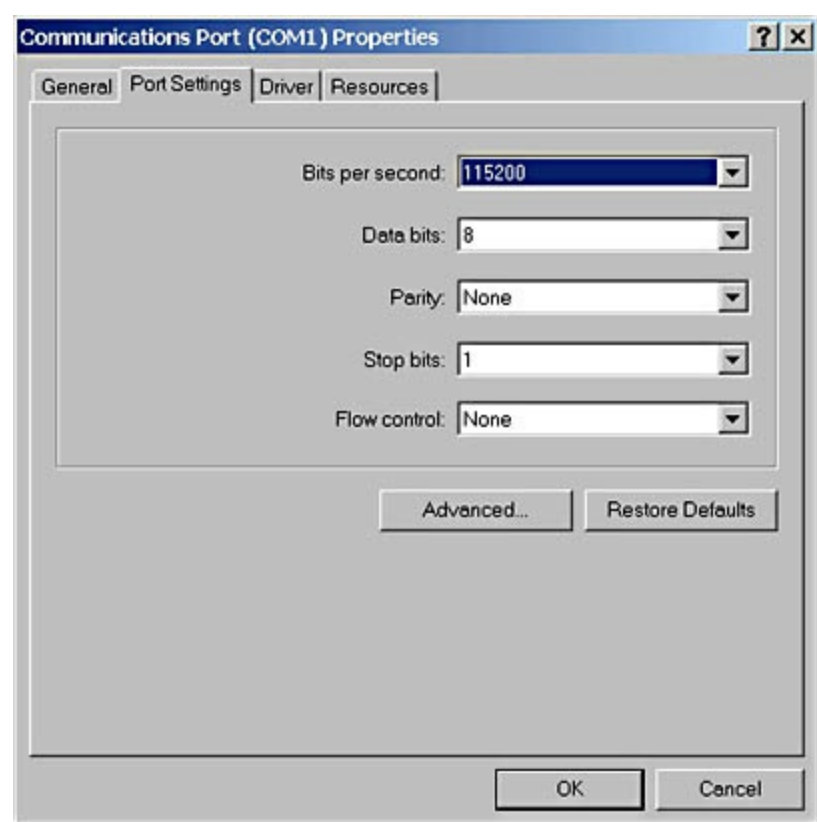 Communications Port (COM1) Properties
General Port Settings Driver Resources
Bits per second: 115200
Data bits: 8
Parity: None
Stop bits: 1
Flow control: None
Advanced... Restore Defaults
OK Cancel